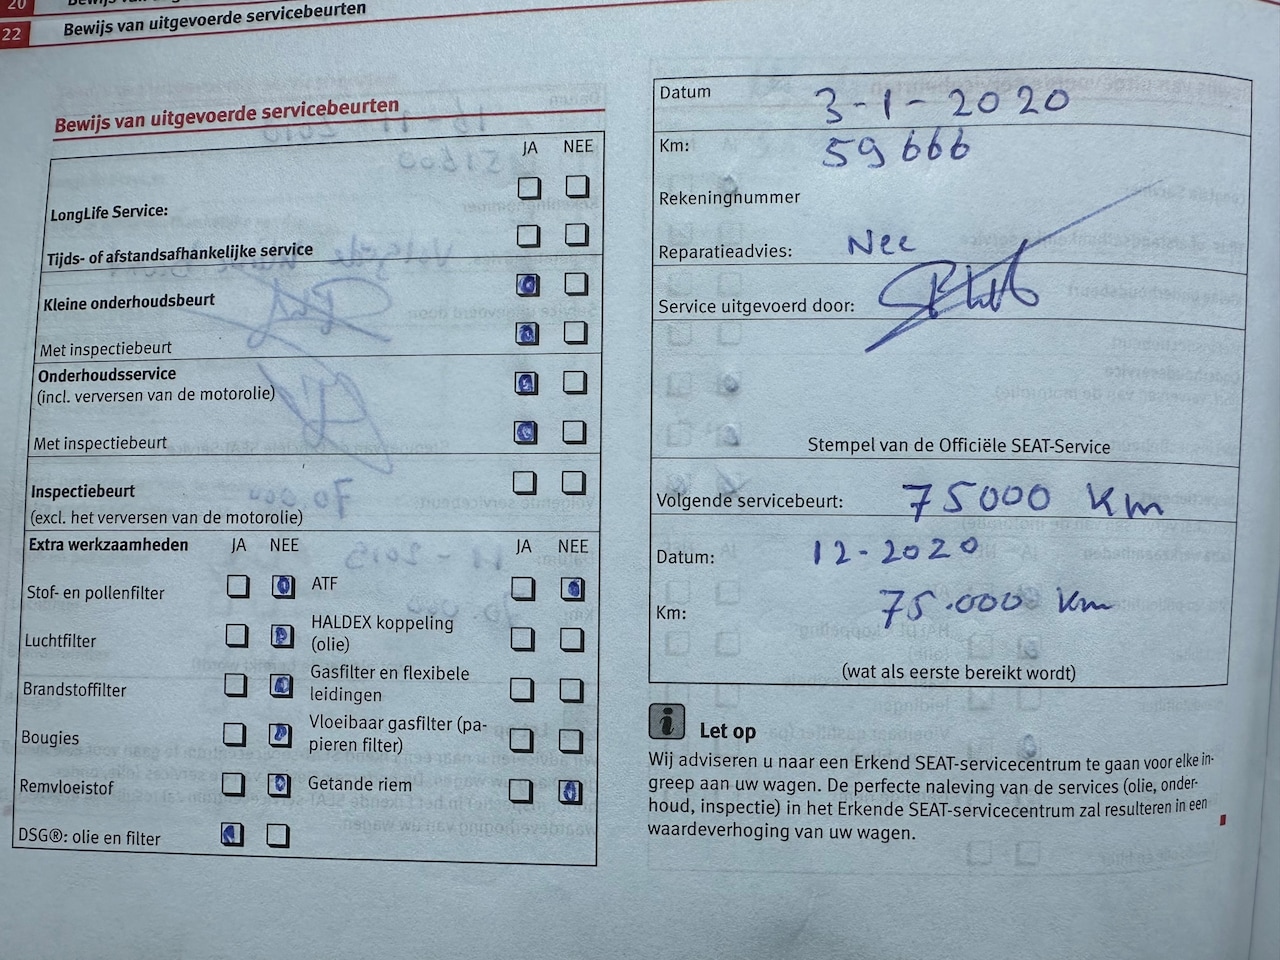 20
22 Bewijs van uitgevoerde servicebeurten
Bewijs van uitgevoerde servicebeurten
JA NEE
LongLife Service:
Tijds- of afstandsafhankelijke service
Kleine onderhoudsbeurt
Met inspectiebeurt
Onderhoudsservice
(incl. verversen van de motorolie)
Met inspectiebeurt
Inspectiebeurt
(excl. het verversen van de motorolie)
Extra werkzaamheden JA NEE JA NEE
Stof- en pollenfilter ATF
Luchtfilter HALDEX koppeling
(olie)
Brandstoffilter Gasfilter en flexibele
leidingen
Bougies Vloeibaar gasfilter (pa-
pieren filter)
Remvloeistof Getande riem
DSG®: olie en filter
Datum 3-1-2020
Km: 59666
Rekeningnummer
Reparatieadvies: Nee
Service uitgevoerd door:
Stempel van de Officiële SEAT-Service
Volgende servicebeurt: 75000 Km
Datum: 12-2020
Km: 75.000 Km
(wat als eerste bereikt wordt)
i Let op
Wij adviseren u naar een Erkend SEAT-servicecentrum te gaan voor elke in-
greep aan uw wagen. De perfecte naleving van de services (olie, onder-
houd, inspectie) in het Erkende SEAT-servicecentrum zal resulteren in een
waardeverhoging van uw wagen.